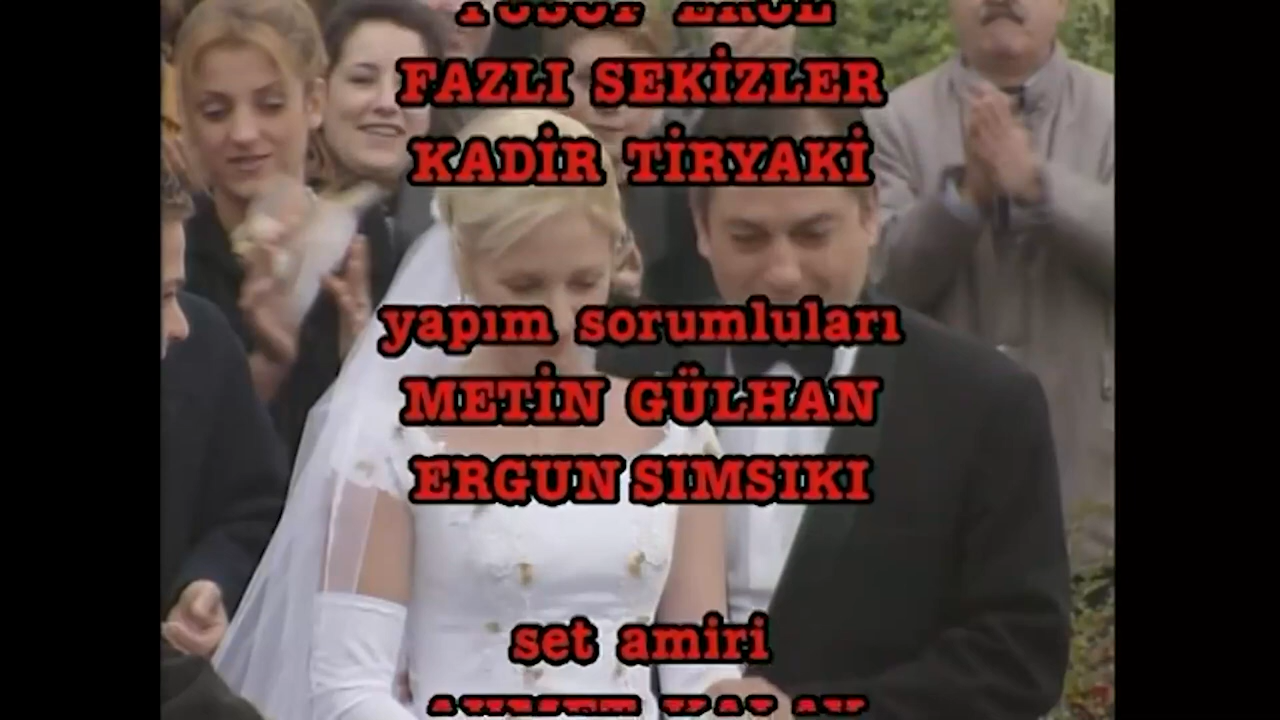 FAZLI SEKİZLER
KADİR TİRYAKİ
yapım sorumluları
METİN GÜLHAN
ERGUN SIMSIKI
set amiri